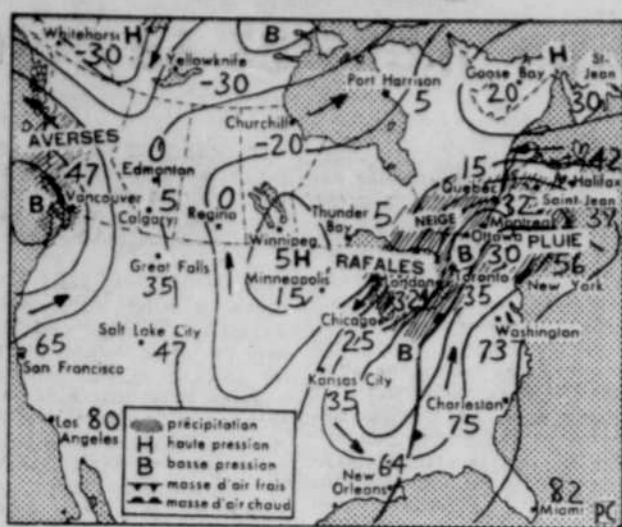 Whitehorse H B
-30 Yellowknife H St-Jean
-30 Port Harrison Goose Bay
5 20 30
Churchill
AVERSES -20
47 0 15 42
Edmonton Québec Halifax
Vancouver 5 0 Thunder Bay 5 32 Saint-Jean
B Calgary Regina NEIGE Montréal 39
Winnipeg Ottawa PLUIE
Great Falls 5 H RAFALES B 30 56
35 Minneapolis London Toronto New York
15 32 35
Salt Lake City Chicago Washington
65 47 25 B 73
San Francisco Kansas City
35 Charleston
Los Angeles 80 75
précipitation
H haute pression 64
B basse pression New Orleans
masse d'air frais 82
masse d'air chaud Miami PC